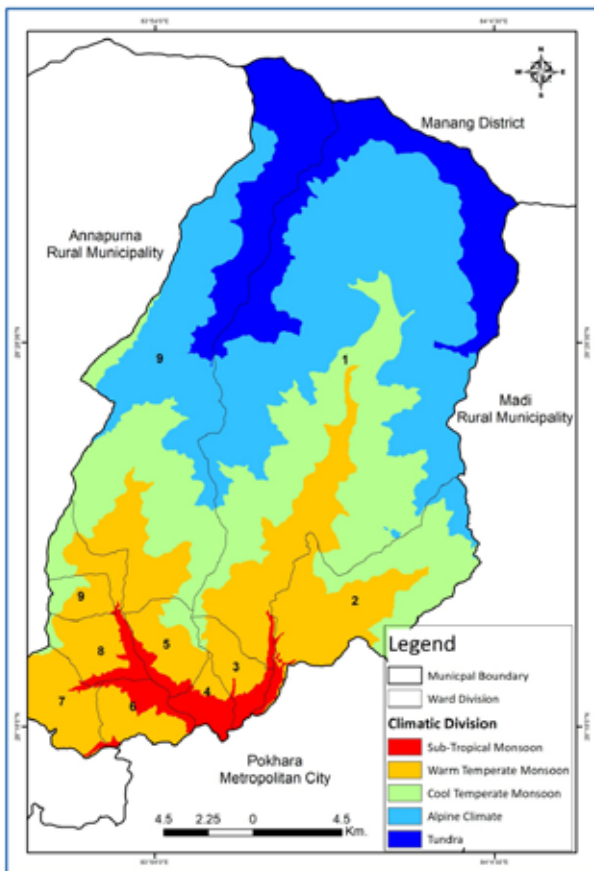 N
W E
S
Manang District
Annapurna
Rural Municipality
1
9
Madi
Rural Municipality
9
2
5
8
3
7
4
6
Legend
Municpal Boundary
Ward Division
Climatic Division
Sub-Tropical Monsoon
Warm Temperate Monsoon
Cool Temperate Monsoon
Alpine Climate
Tundra
Pokhara
Metropolitan City
4.5 2.25 0 4.5
Km.